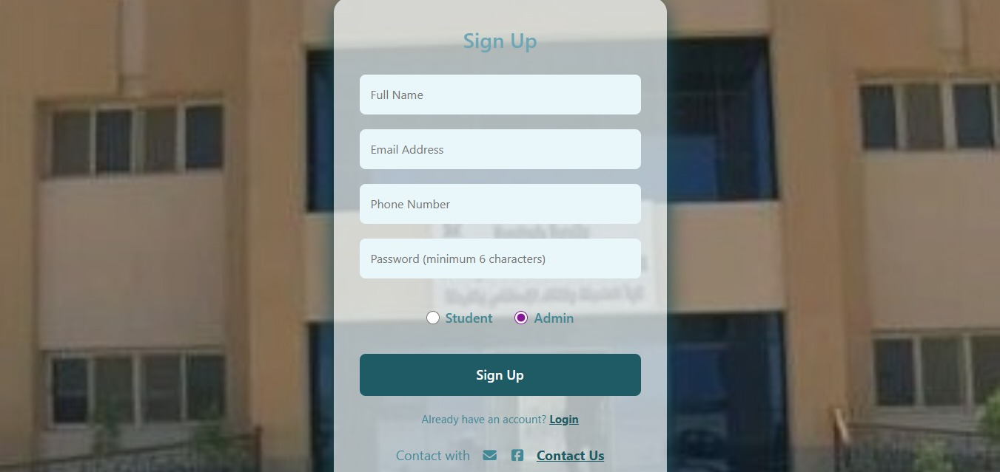 Sign Up
Full Name
Email Address
Phone Number
Password (minimum 6 characters)
Student Admin
Sign Up
Already have an account? Login
Contact with Contact Us